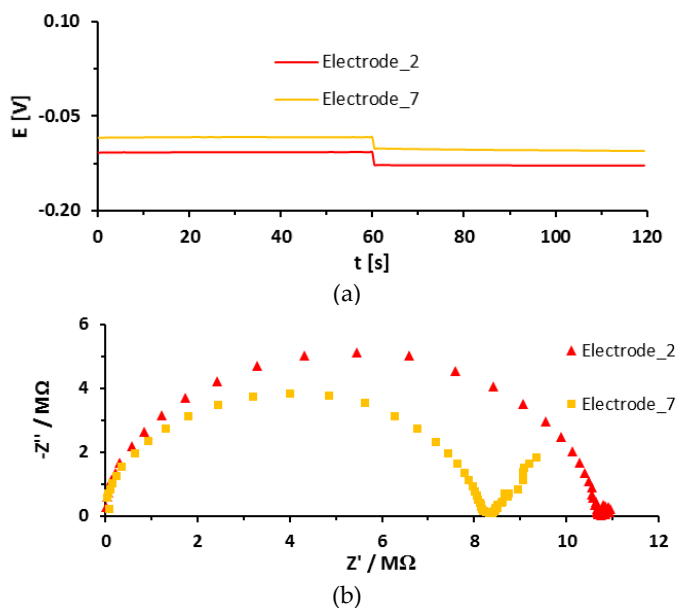 0.10
Electrode_2
Electrode_7
E [V]
-0.05
-0.20
0 20 40 60 80 100 120
t [s]
(a)
6
Electrode_2
Electrode_7
-Z'' / MΩ
4
2
0
0 2 4 6 8 10 12
Z' / MΩ
(b)